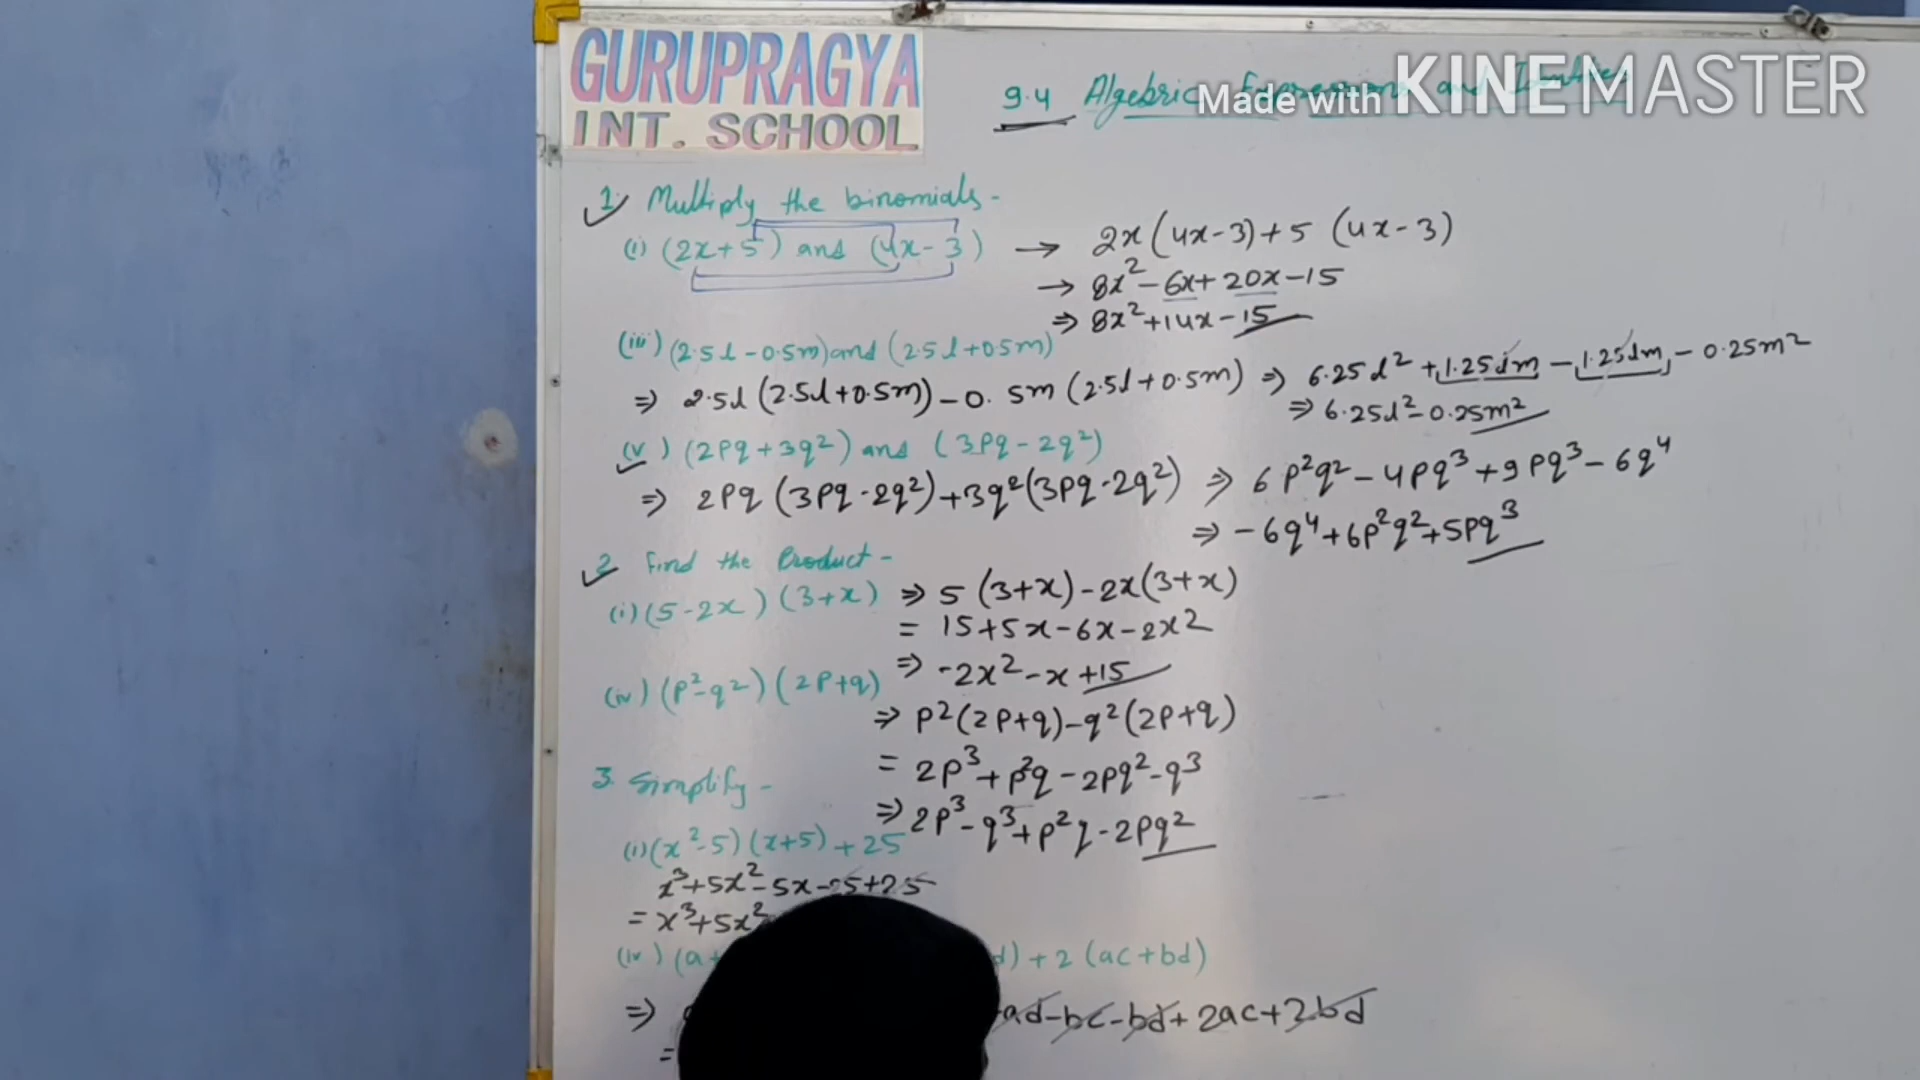 GURUPRAGYA
INT. SCHOOL
Made with KINEMASTER
9.4 Algebric Expressions and Identities
1. Multiply the binomials-
(i) (2x+5) and (4x-3) → 2x(4x-3)+5 (4x-3)
→ 8x²-6x+20x-15
⇒ 8x²+14x-15
(iii) (2.5l-0.5m) and (2.5l+0.5m)
⇒ 2.5l (2.5l+0.5m)-0.5m (2.5l+0.5m) ⇒ 6.25l²+1.25lm-1.25lm-0.25m²
⇒ 6.25l²-0.25m²
(v) (2pq+3q²) and (3pq-2q²)
⇒ 2pq (3pq-2q²)+3q²(3pq-2q²) ⇒ 6p²q²-4pq³+9pq³-6q⁴
⇒ -6q⁴+6p²q²+5pq³
2 Find the Product-
(i) (5-2x) (3+x) ⇒ 5 (3+x)-2x(3+x)
= 15+5x-6x-2x²
⇒ -2x²-x+15
(iv) (p²-q²) (2p+q)
⇒ p²(2p+q)-q²(2p+q)
= 2p³+p²q-2pq²-q³
⇒ 2p³-q³+p²q-2pq²
3. Simplify-
(i) (x²-5) (x+5)+25
x³+5x²-5x-25+25
= x³+5x²
(iv) (a+ d)+2 (ac+bd)
⇒ ad-bc-bd+2ac+2bd
=